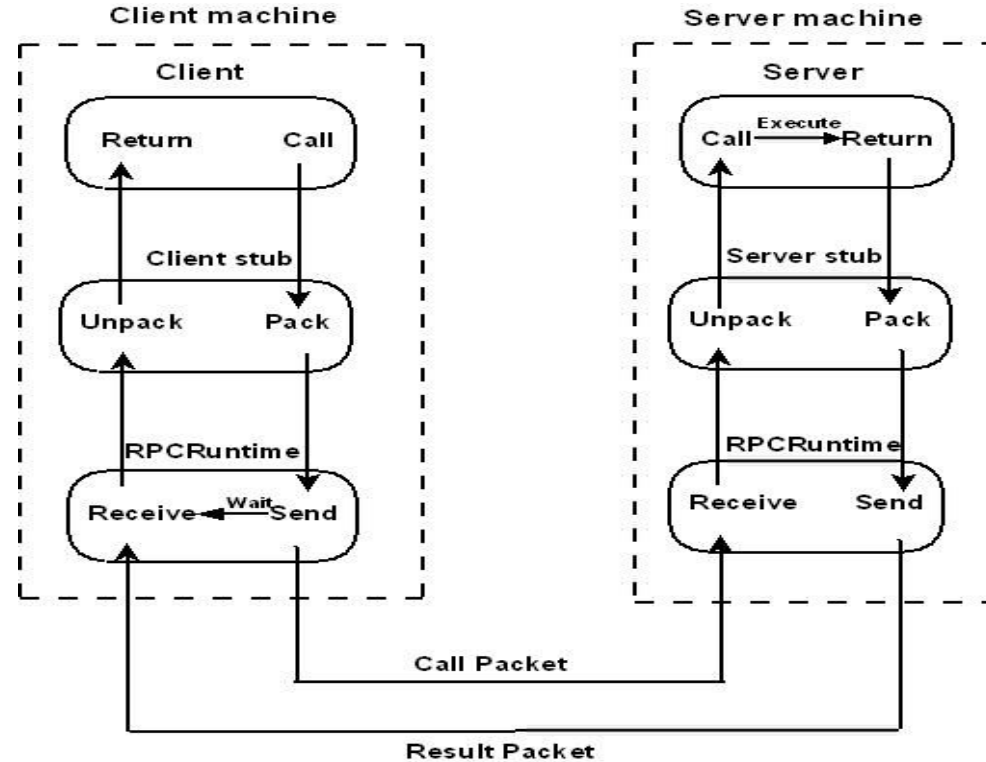 Client machine
Server machine
Client
Server
Return
Call
Call
Execute
Return
Client stub
Server stub
Unpack
Pack
Unpack
Pack
RPCRuntime
RPCRuntime
Receive
Wait
Send
Receive
Send
Call Packet
Result Packet